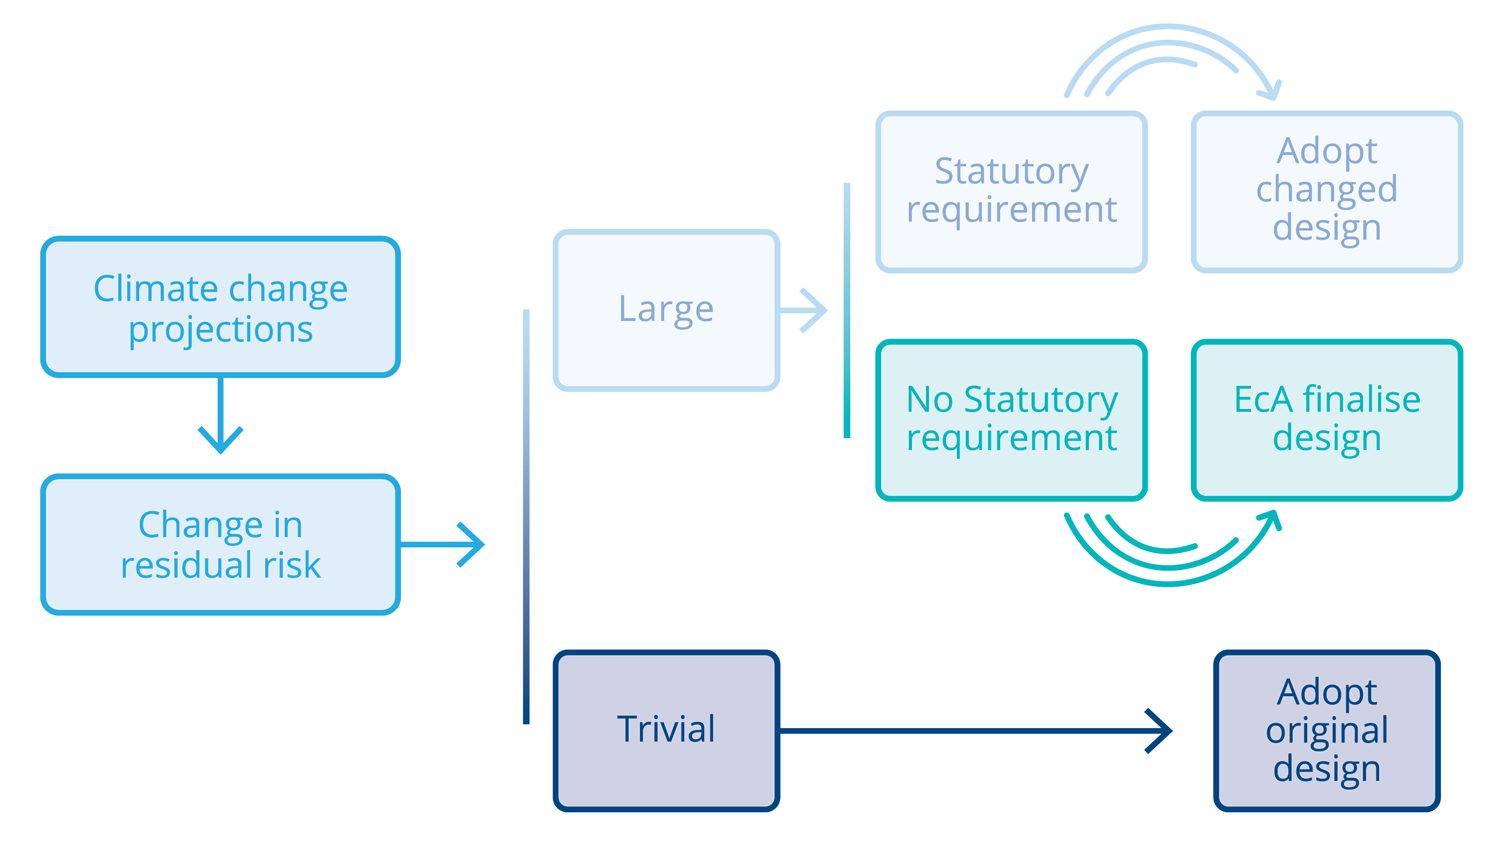 Climate change
projections
Change in
residual risk
Large
Trivial
Statutory
requirement
Adopt
changed
design
No Statutory
requirement
EcA finalise
design
Adopt
original
design